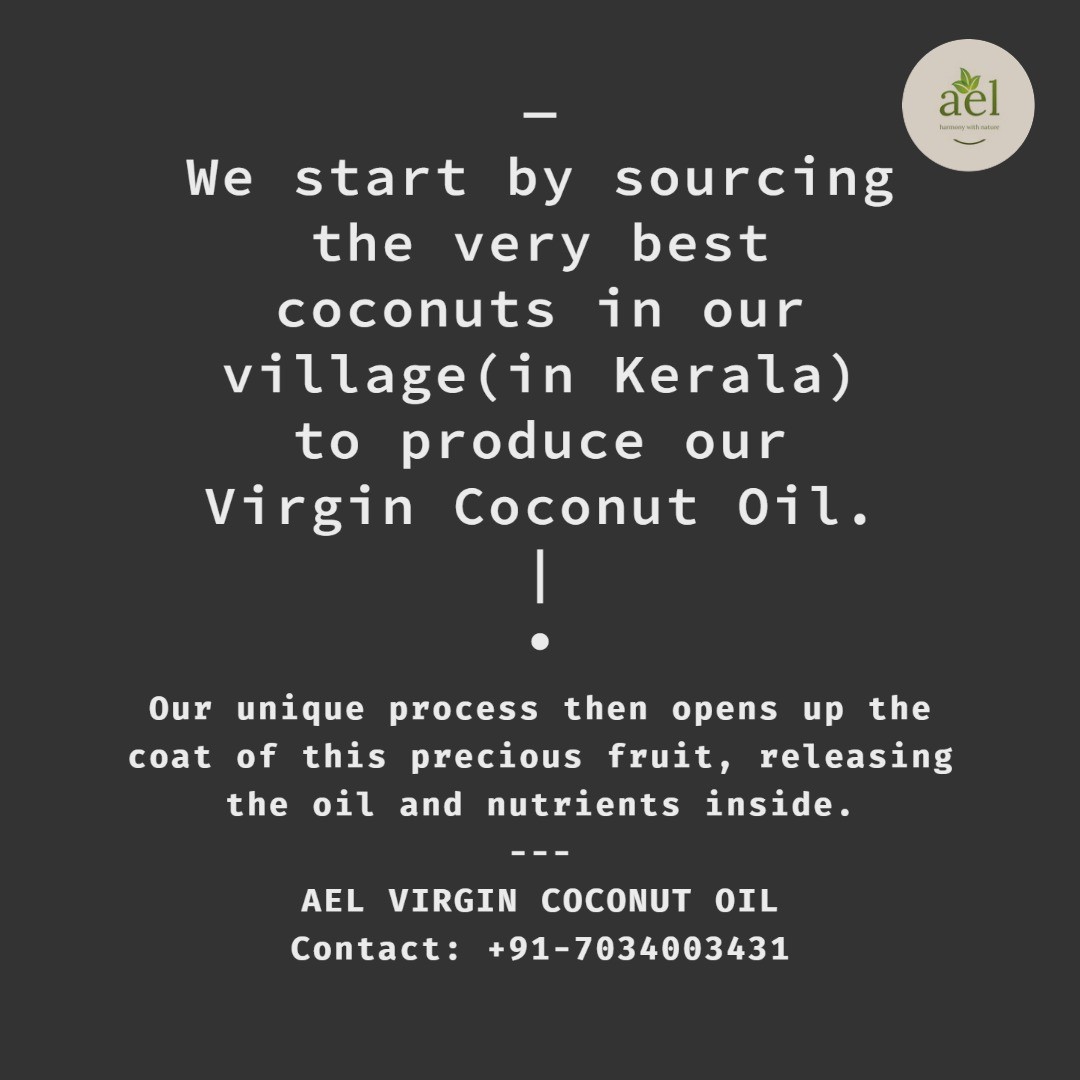 ael
harmony with nature
—
We start by sourcing
the very best
coconuts in our
village(in Kerala)
to produce our
Virgin Coconut Oil.
|
•
Our unique process then opens up the
coat of this precious fruit, releasing
the oil and nutrients inside.
---
AEL VIRGIN COCONUT OIL
Contact: +91-7034003431